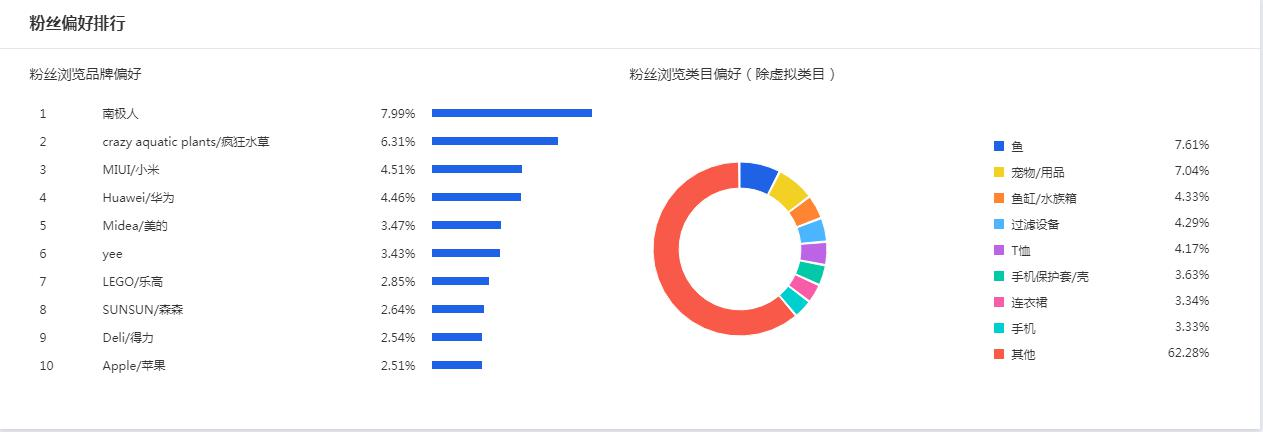 粉丝偏好排行
粉丝浏览品牌偏好
1 南极人 7.99%
2 crazy aquatic plants/疯狂水草 6.31%
3 MIUI/小米 4.51%
4 Huawei/华为 4.46%
5 Midea/美的 3.47%
6 yee 3.43%
7 LEGO/乐高 2.85%
8 SUNSUN/森森 2.64%
9 Deli/得力 2.54%
10 Apple/苹果 2.51%
粉丝浏览类目偏好（除虚拟类目）
鱼 7.61%
宠物/用品 7.04%
鱼缸/水族箱 4.33%
过滤设备 4.29%
T恤 4.17%
手机保护套/壳 3.63%
连衣裙 3.34%
手机 3.33%
其他 62.28%